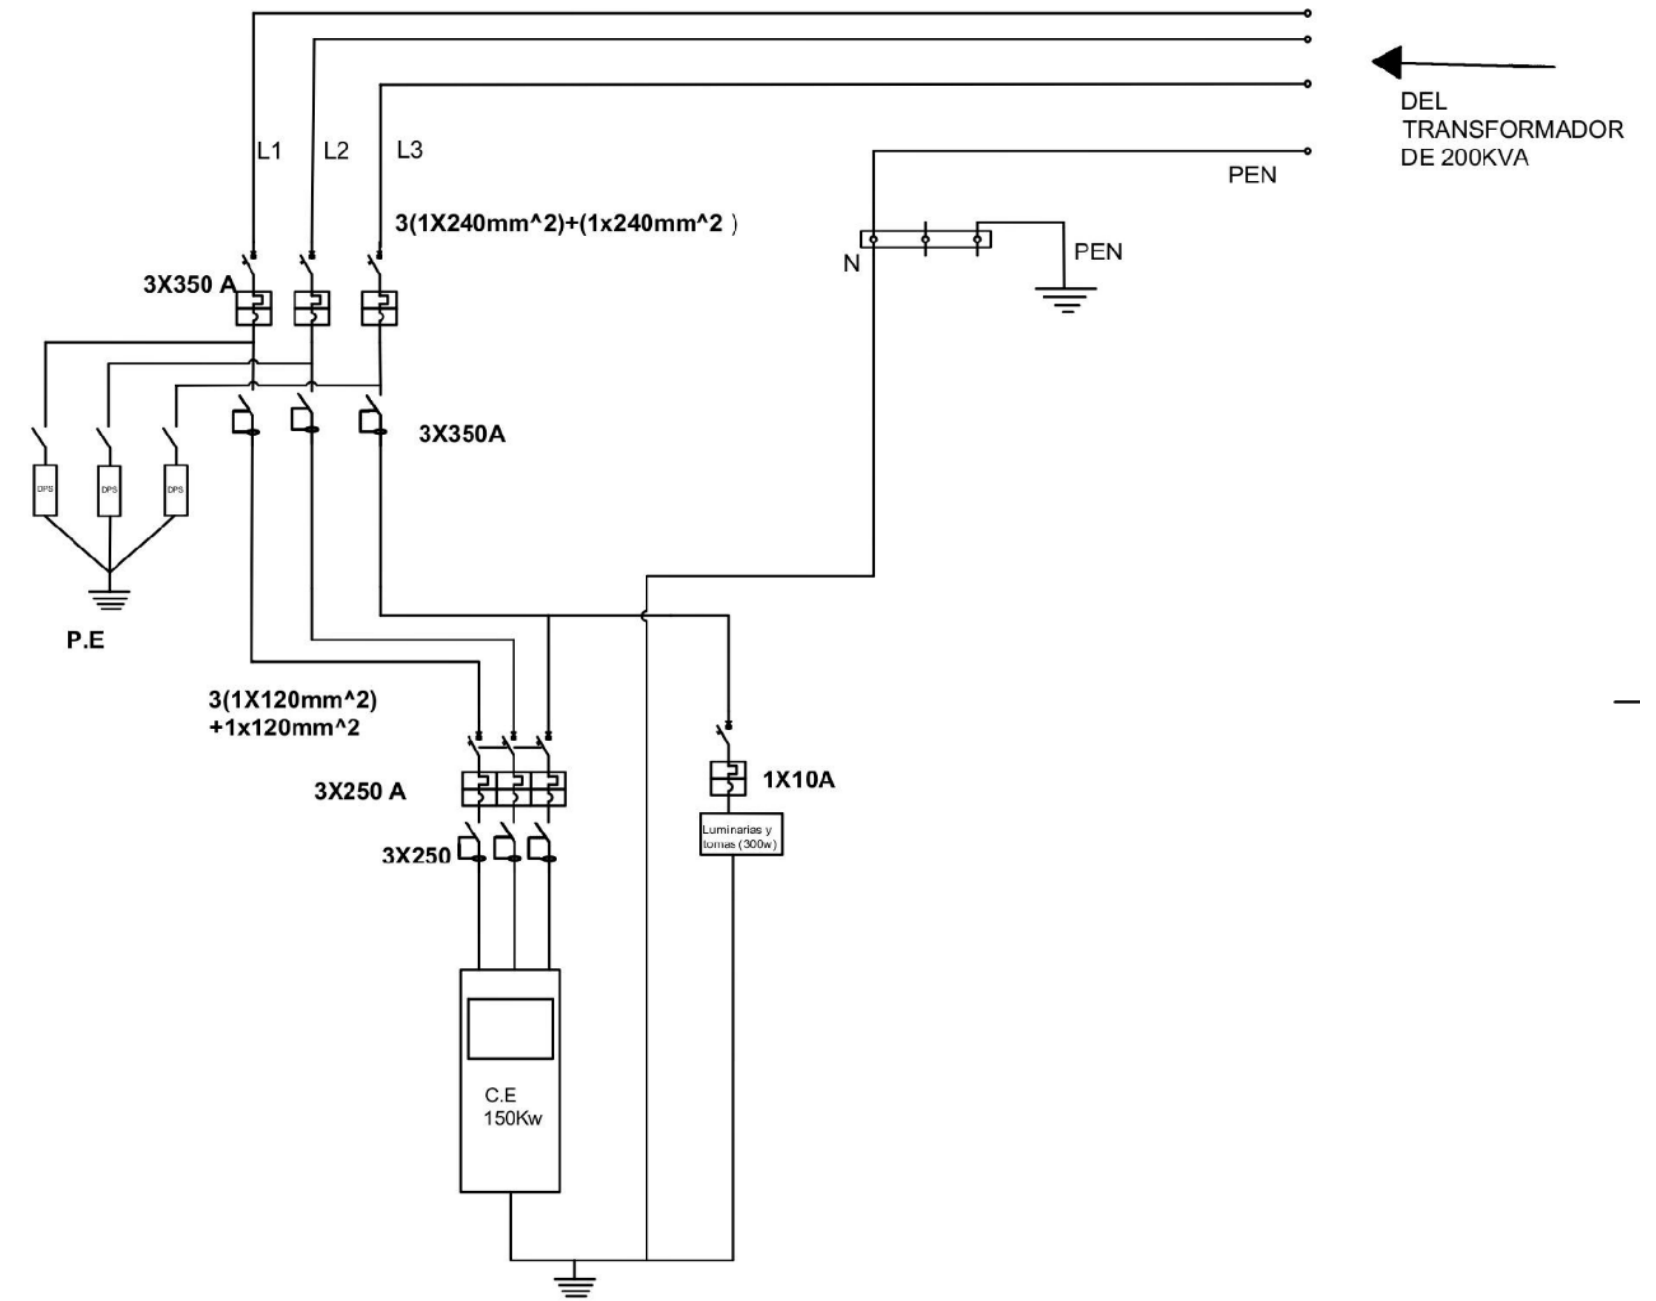 DEL
TRANSFORMADOR
DE 200KVA
L1
L2
L3
PEN
3(1X240mm^2)+(1x240mm^2 )
N
PEN
3X350 A
3X350A
DPS
DPS
DPS
P.E
3(1X120mm^2)
+1x120mm^2
3X250 A
1X10A
Luminarias y
tomas (300w)
3X250
C.E
150Kw